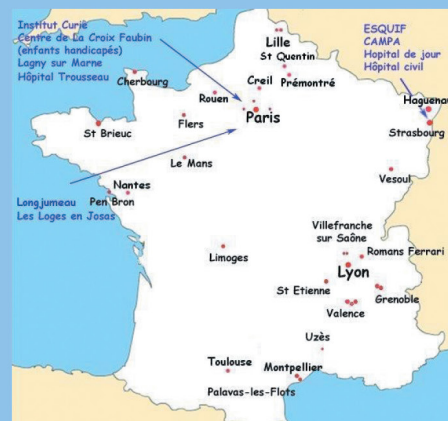 Institut Curie
Centre de La Croix Faubin
(enfants handicapés)
Lagny sur Marne
Hôpital Trousseau
ESQUIF
CAMPA
Hopital de jour
Hôpital civil
Lille
St Quentin
Cherbourg
Creil
Prémontré
Rouen
Haguenau
Paris
St Brieuc
Flers
Strasbourg
Le Mans
Vesoul
Longjumeau
Les Loges en Josas
Nantes
Pen Bron
Villefranche
sur Saône
Limoges
Romans Ferrari
Lyon
St Etienne
Grenoble
Valence
Uzès
Toulouse
Montpellier
Palavas-les-Flots